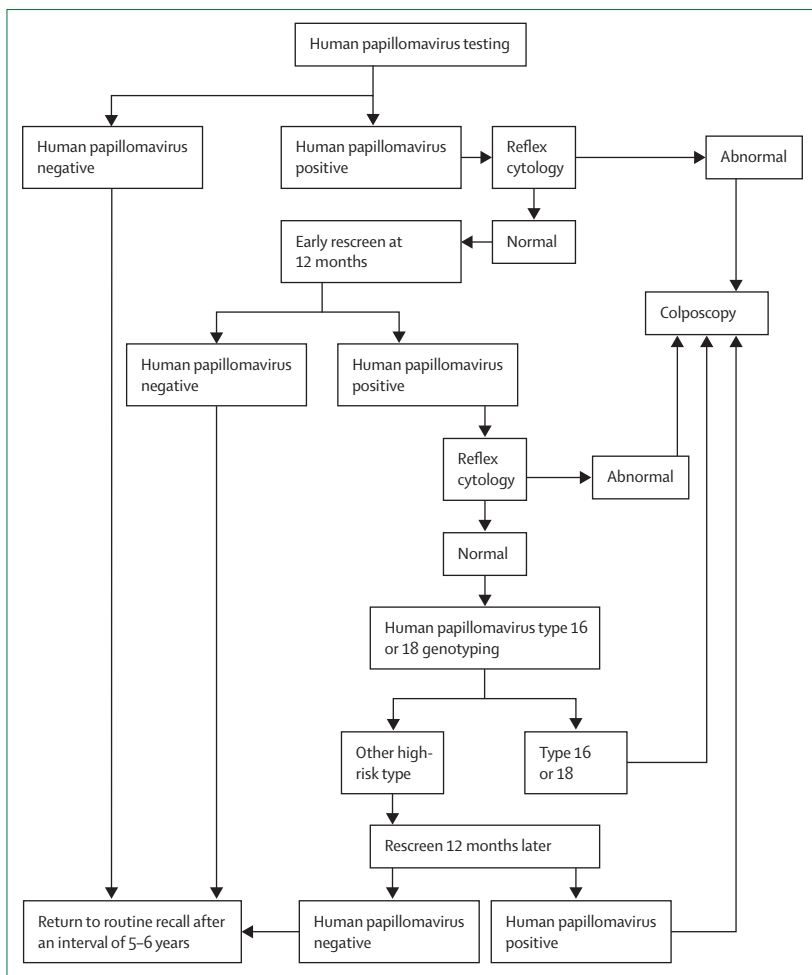 Human papillomavirus testing
Human papillomavirus
negative
Human papillomavirus
positive
Reflex
cytology
Abnormal
Early rescreen at
12 months
Normal
Colposcopy
Human papillomavirus
negative
Human papillomavirus
positive
Reflex
cytology
Abnormal
Normal
Human papillomavirus type 16
or 18 genotyping
Other high-
risk type
Type 16
or 18
Rescreen 12 months later
Return to routine recall after
an interval of 5–6 years
Human papillomavirus
negative
Human papillomavirus
positive